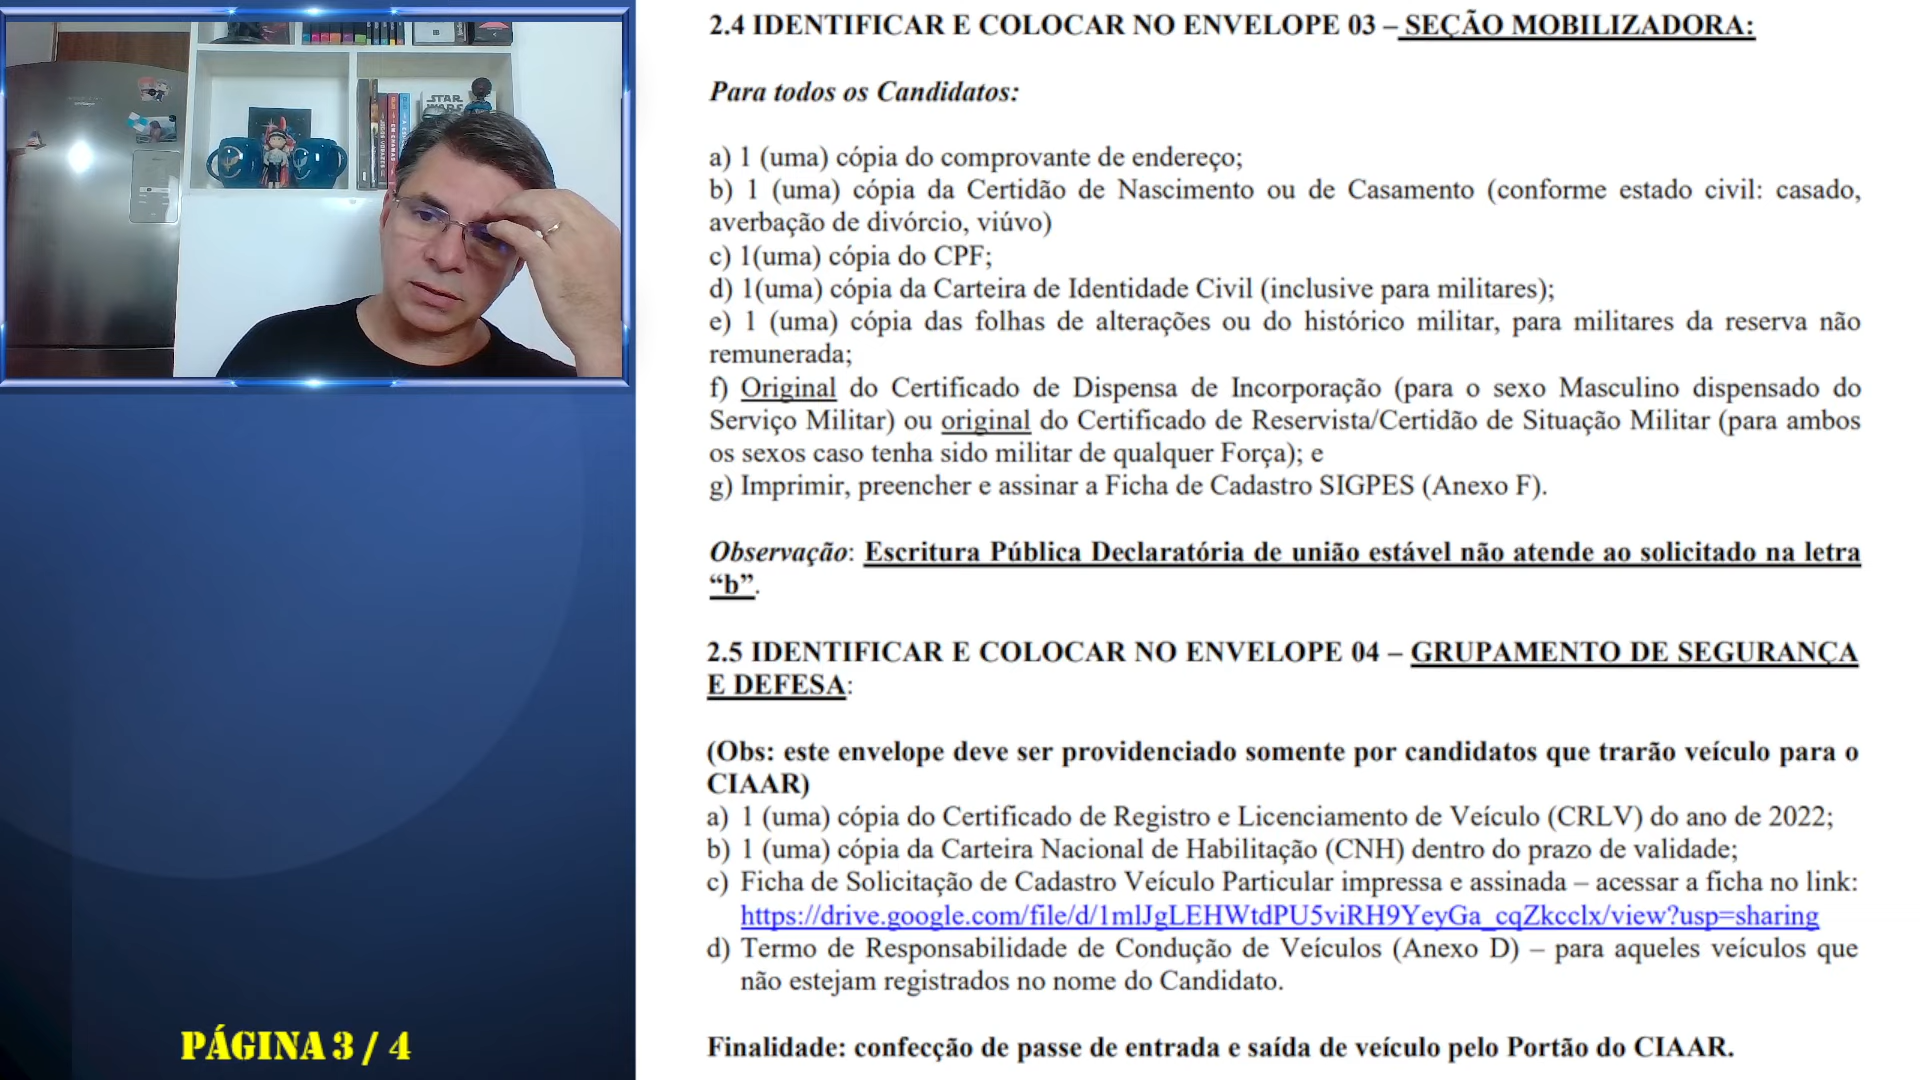 STAR
WARS
2.4 IDENTIFICAR E COLOCAR NO ENVELOPE 03 – SEÇÃO MOBILIZADORA:
Para todos os Candidatos:
a) 1 (uma) cópia do comprovante de endereço;
b) 1 (uma) cópia da Certidão de Nascimento ou de Casamento (conforme estado civil: casado,
averbação de divórcio, viúvo)
c) 1(uma) cópia do CPF;
d) 1(uma) cópia da Carteira de Identidade Civil (inclusive para militares);
e) 1 (uma) cópia das folhas de alterações ou do histórico militar, para militares da reserva não
remunerada;
f) Original do Certificado de Dispensa de Incorporação (para o sexo Masculino dispensado do
Serviço Militar) ou original do Certificado de Reservista/Certidão de Situação Militar (para ambos
os sexos caso tenha sido militar de qualquer Força); e
g) Imprimir, preencher e assinar a Ficha de Cadastro SIGPES (Anexo F).
Observação: Escritura Pública Declaratória de união estável não atende ao solicitado na letra
“b”.
2.5 IDENTIFICAR E COLOCAR NO ENVELOPE 04 – GRUPAMENTO DE SEGURANÇA
E DEFESA:
(Obs: este envelope deve ser providenciado somente por candidatos que trarão veículo para o
CIAAR)
a) 1 (uma) cópia do Certificado de Registro e Licenciamento de Veículo (CRLV) do ano de 2022;
b) 1 (uma) cópia da Carteira Nacional de Habilitação (CNH) dentro do prazo de validade;
c) Ficha de Solicitação de Cadastro Veículo Particular impressa e assinada – acessar a ficha no link:
https://drive.google.com/file/d/1mlJgLEHWtdPU5viRH9YeyGa_cqZkcclx/view?usp=sharing
d) Termo de Responsabilidade de Condução de Veículos (Anexo D) – para aqueles veículos que
não estejam registrados no nome do Candidato.
Finalidade: confecção de passe de entrada e saída de veículo pelo Portão do CIAAR.
PÁGINA 3 / 4